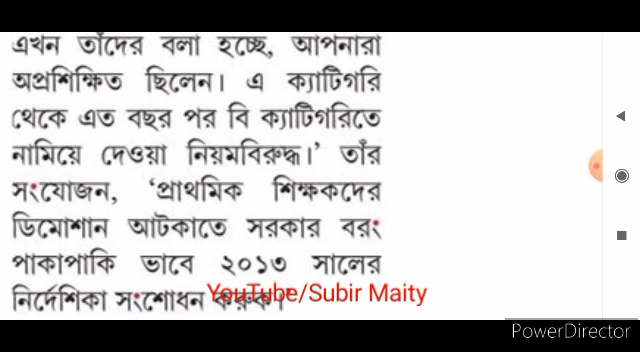 এখন তাঁদের বলা হচ্ছে, আপনারা
অপ্রশিক্ষিত ছিলেন। এ ক্যাটিগরি
থেকে এত বছর পর বি ক্যাটিগরিতে
নামিয়ে দেওয়া নিয়মবিরুদ্ধ।’ তাঁর
সংযোজন, ‘প্রাথমিক শিক্ষকদের
ডিমোশান আটকাতে সরকার বরং
পাকাপাকি ভাবে ২০১৩ সালের
নির্দেশিকা সংশোধন করুক।’
YouTube/Subir Maity
PowerDirector